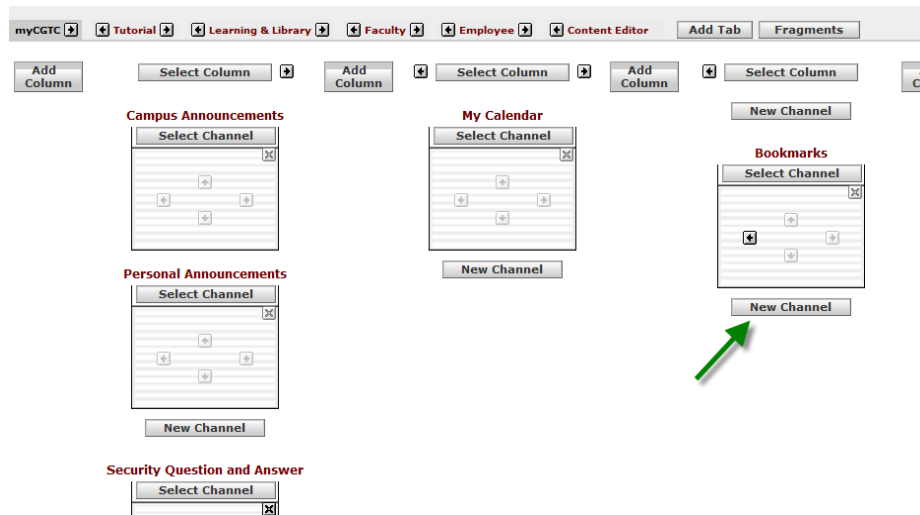 myCGTC Tutorial Learning & Library Faculty Employee Content Editor Add Tab Fragments
Add Column Select Column Add Column Select Column Add Column Select Column
New Channel
Campus Announcements
Select Channel
Personal Announcements
Select Channel
New Channel
Security Question and Answer
Select Channel
My Calendar
Select Channel
New Channel
Bookmarks
Select Channel
New Channel